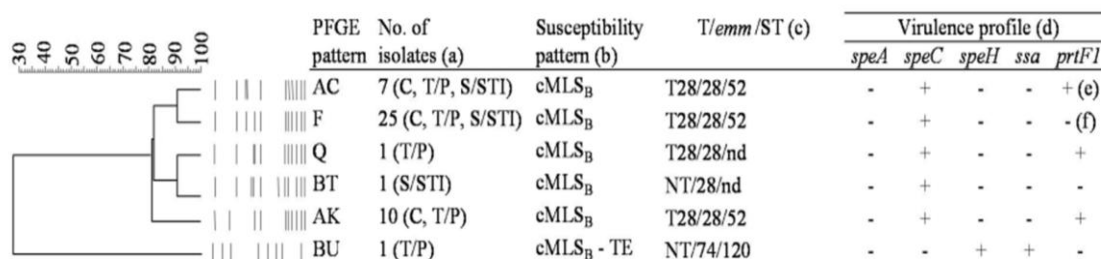 30 40 50 60 70 80 90 100
PFGE pattern No. of isolates (a) Susceptibility pattern (b) T/emm/ST (c) Virulence profile (d)
speA speC speH ssa prtF1
AC 7 (C, T/P, S/STI) cMLSB T28/28/52 - + - - + (e)
F 25 (C, T/P, S/STI) cMLSB T28/28/52 - + - - - (f)
Q 1 (T/P) cMLSB T28/28/nd - + - - +
BT 1 (S/STI) cMLSB NT/28/nd - + - - -
AK 10 (C, T/P) cMLSB T28/28/52 - + - - +
BU 1 (T/P) cMLSB - TE NT/74/120 - - + + -